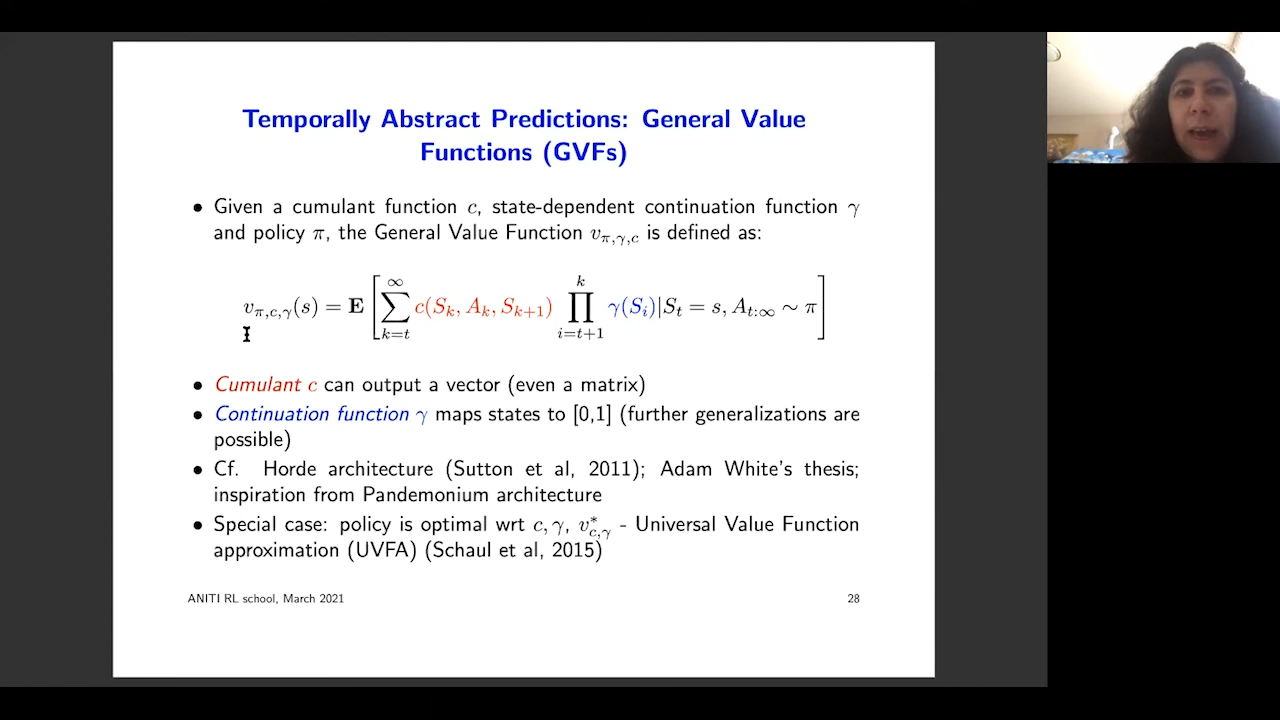 Temporally Abstract Predictions: General Value
Functions (GVFs)
• Given a cumulant function c, state-dependent continuation function γ
and policy π, the General Value Function v_{π,γ,c} is defined as:
v_{π,c,γ}(s) = E [ ∑_{k=t}^{∞} c(S_k, A_k, S_{k+1}) ∏_{i=t+1}^{k} γ(S_i) | S_t = s, A_{t:∞} ∼ π ]
• Cumulant c can output a vector (even a matrix)
• Continuation function γ maps states to [0,1] (further generalizations are
possible)
• Cf. Horde architecture (Sutton et al, 2011); Adam White's thesis;
inspiration from Pandemonium architecture
• Special case: policy is optimal wrt c, γ, v*_{c,γ} - Universal Value Function
approximation (UVFA) (Schaul et al, 2015)
ANITI RL school, March 2021
28